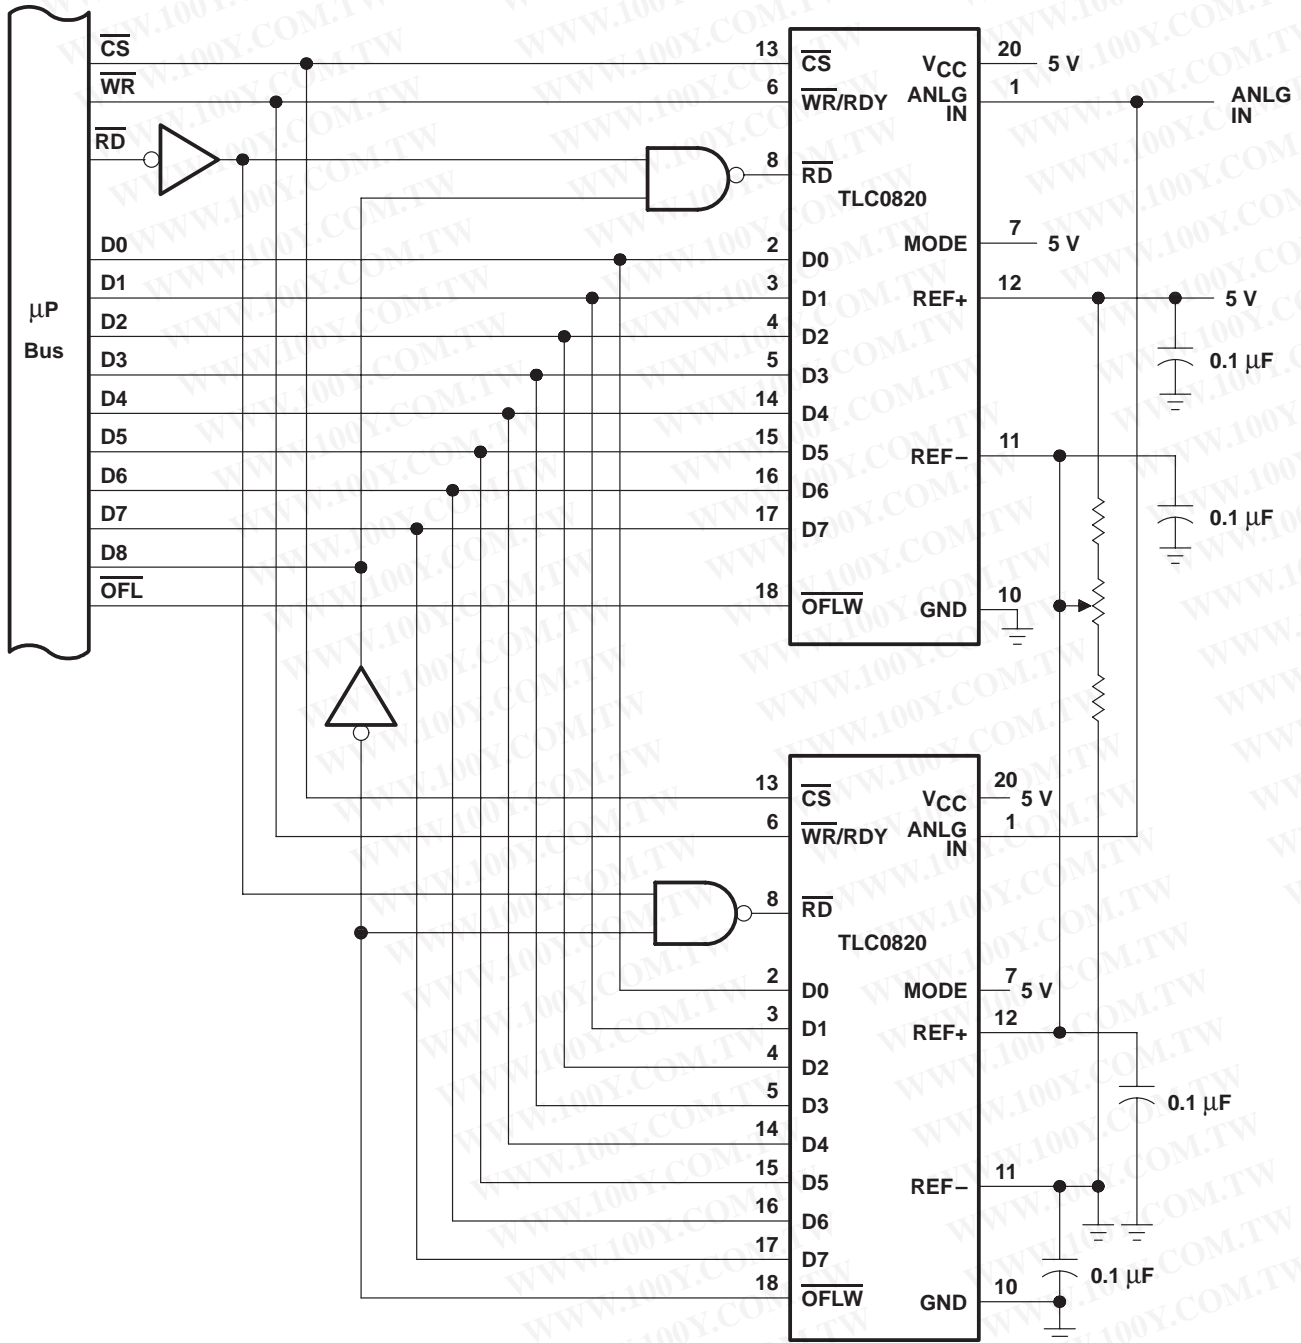 CS
WR
RD
D0
D1
D2
D3
D4
D5
D6
D7
D8
OFL
μP
Bus
13 CS VCC 20 5 V
6 WR/RDY ANLG IN 1 ANLG IN
8 RD
TLC0820
MODE 7 5 V
2 D0
3 D1 REF+ 12 5 V
4 D2
5 D3 0.1 μF
14 D4
15 D5 REF– 11
16 D6
17 D7 0.1 μF
18 OFLW GND 10
13 CS VCC 20 5 V
6 WR/RDY ANLG IN 1
8 RD
TLC0820
2 D0 MODE 7 5 V
3 D1 REF+ 12
4 D2
5 D3 0.1 μF
14 D4
15 D5 REF– 11
16 D6
17 D7 0.1 μF
18 OFLW GND 10
WWW.100Y.COM.TW